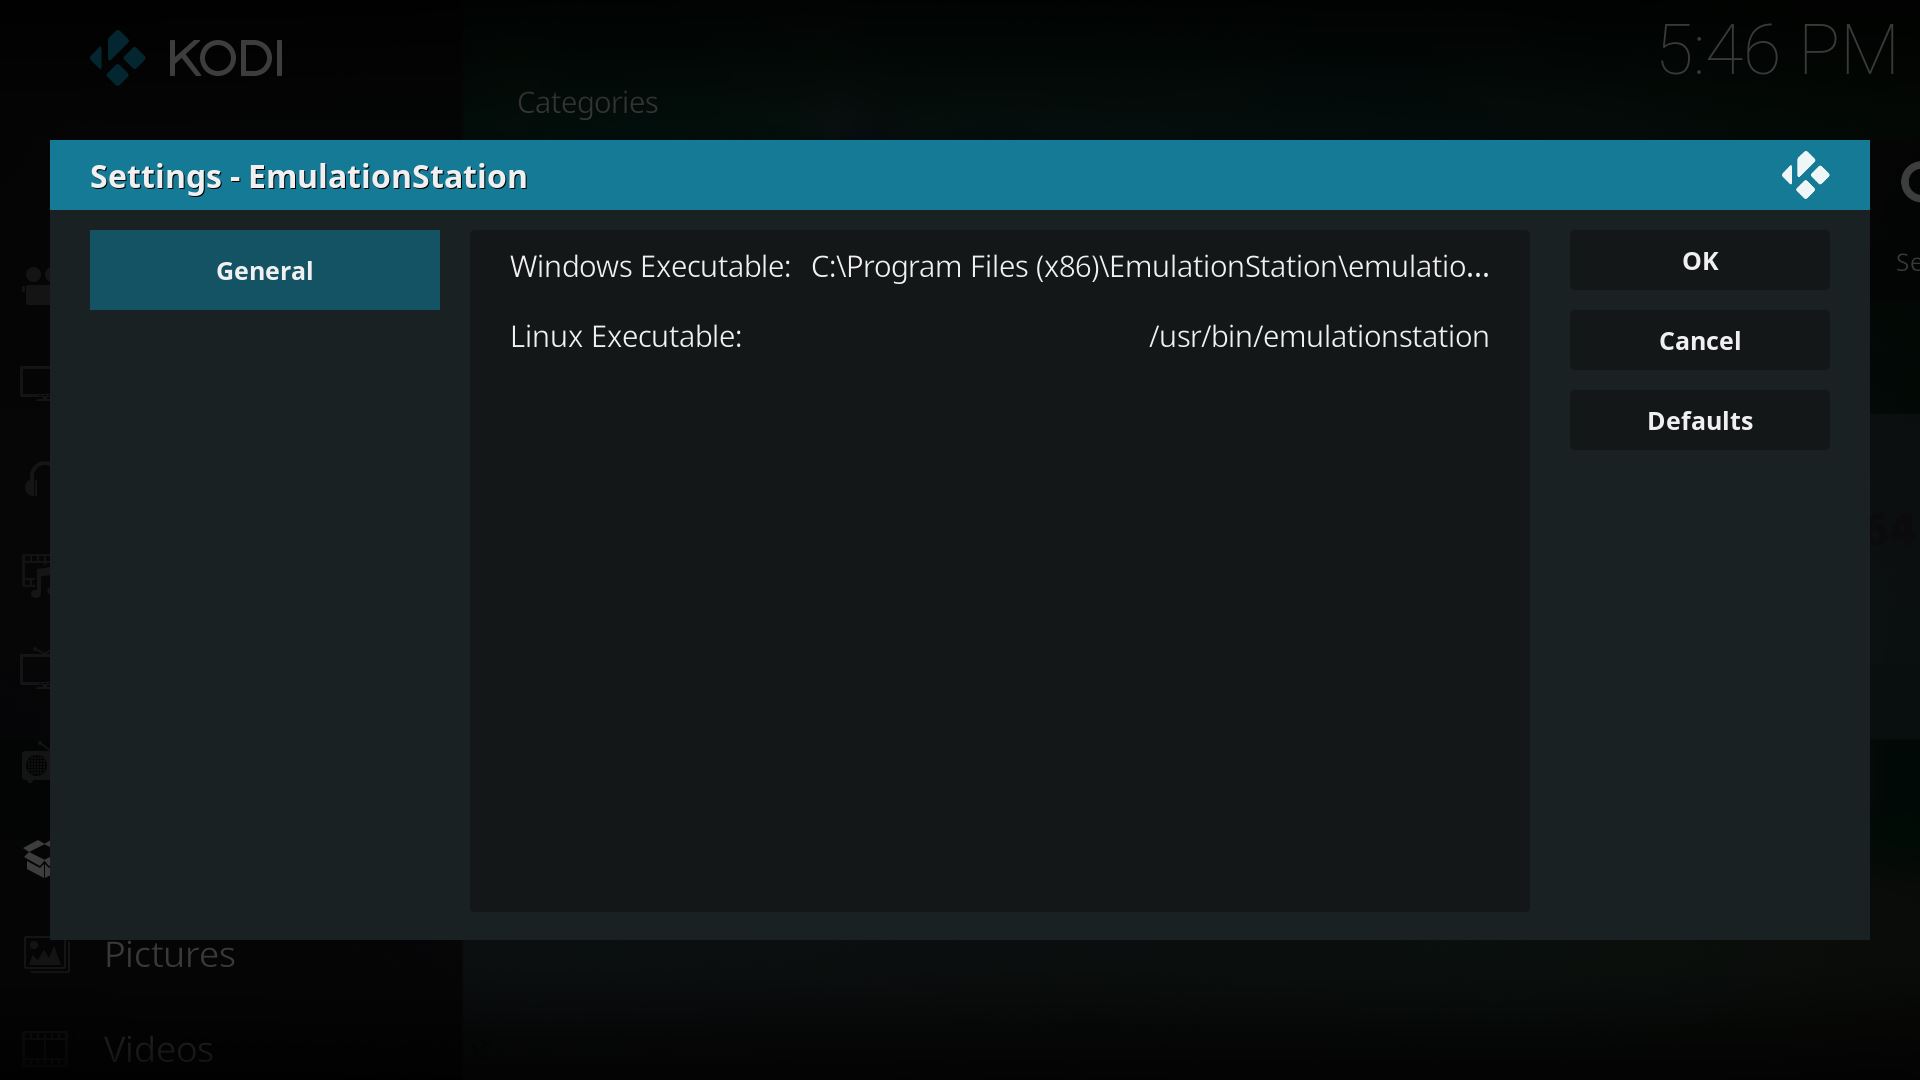 KODI
5:46 PM
Categories
Settings - EmulationStation
General
Windows Executable: C:\Program Files (x86)\EmulationStation\emulatio...
Linux Executable: /usr/bin/emulationstation
OK
Cancel
Defaults
Se
64
Pictures
Videos